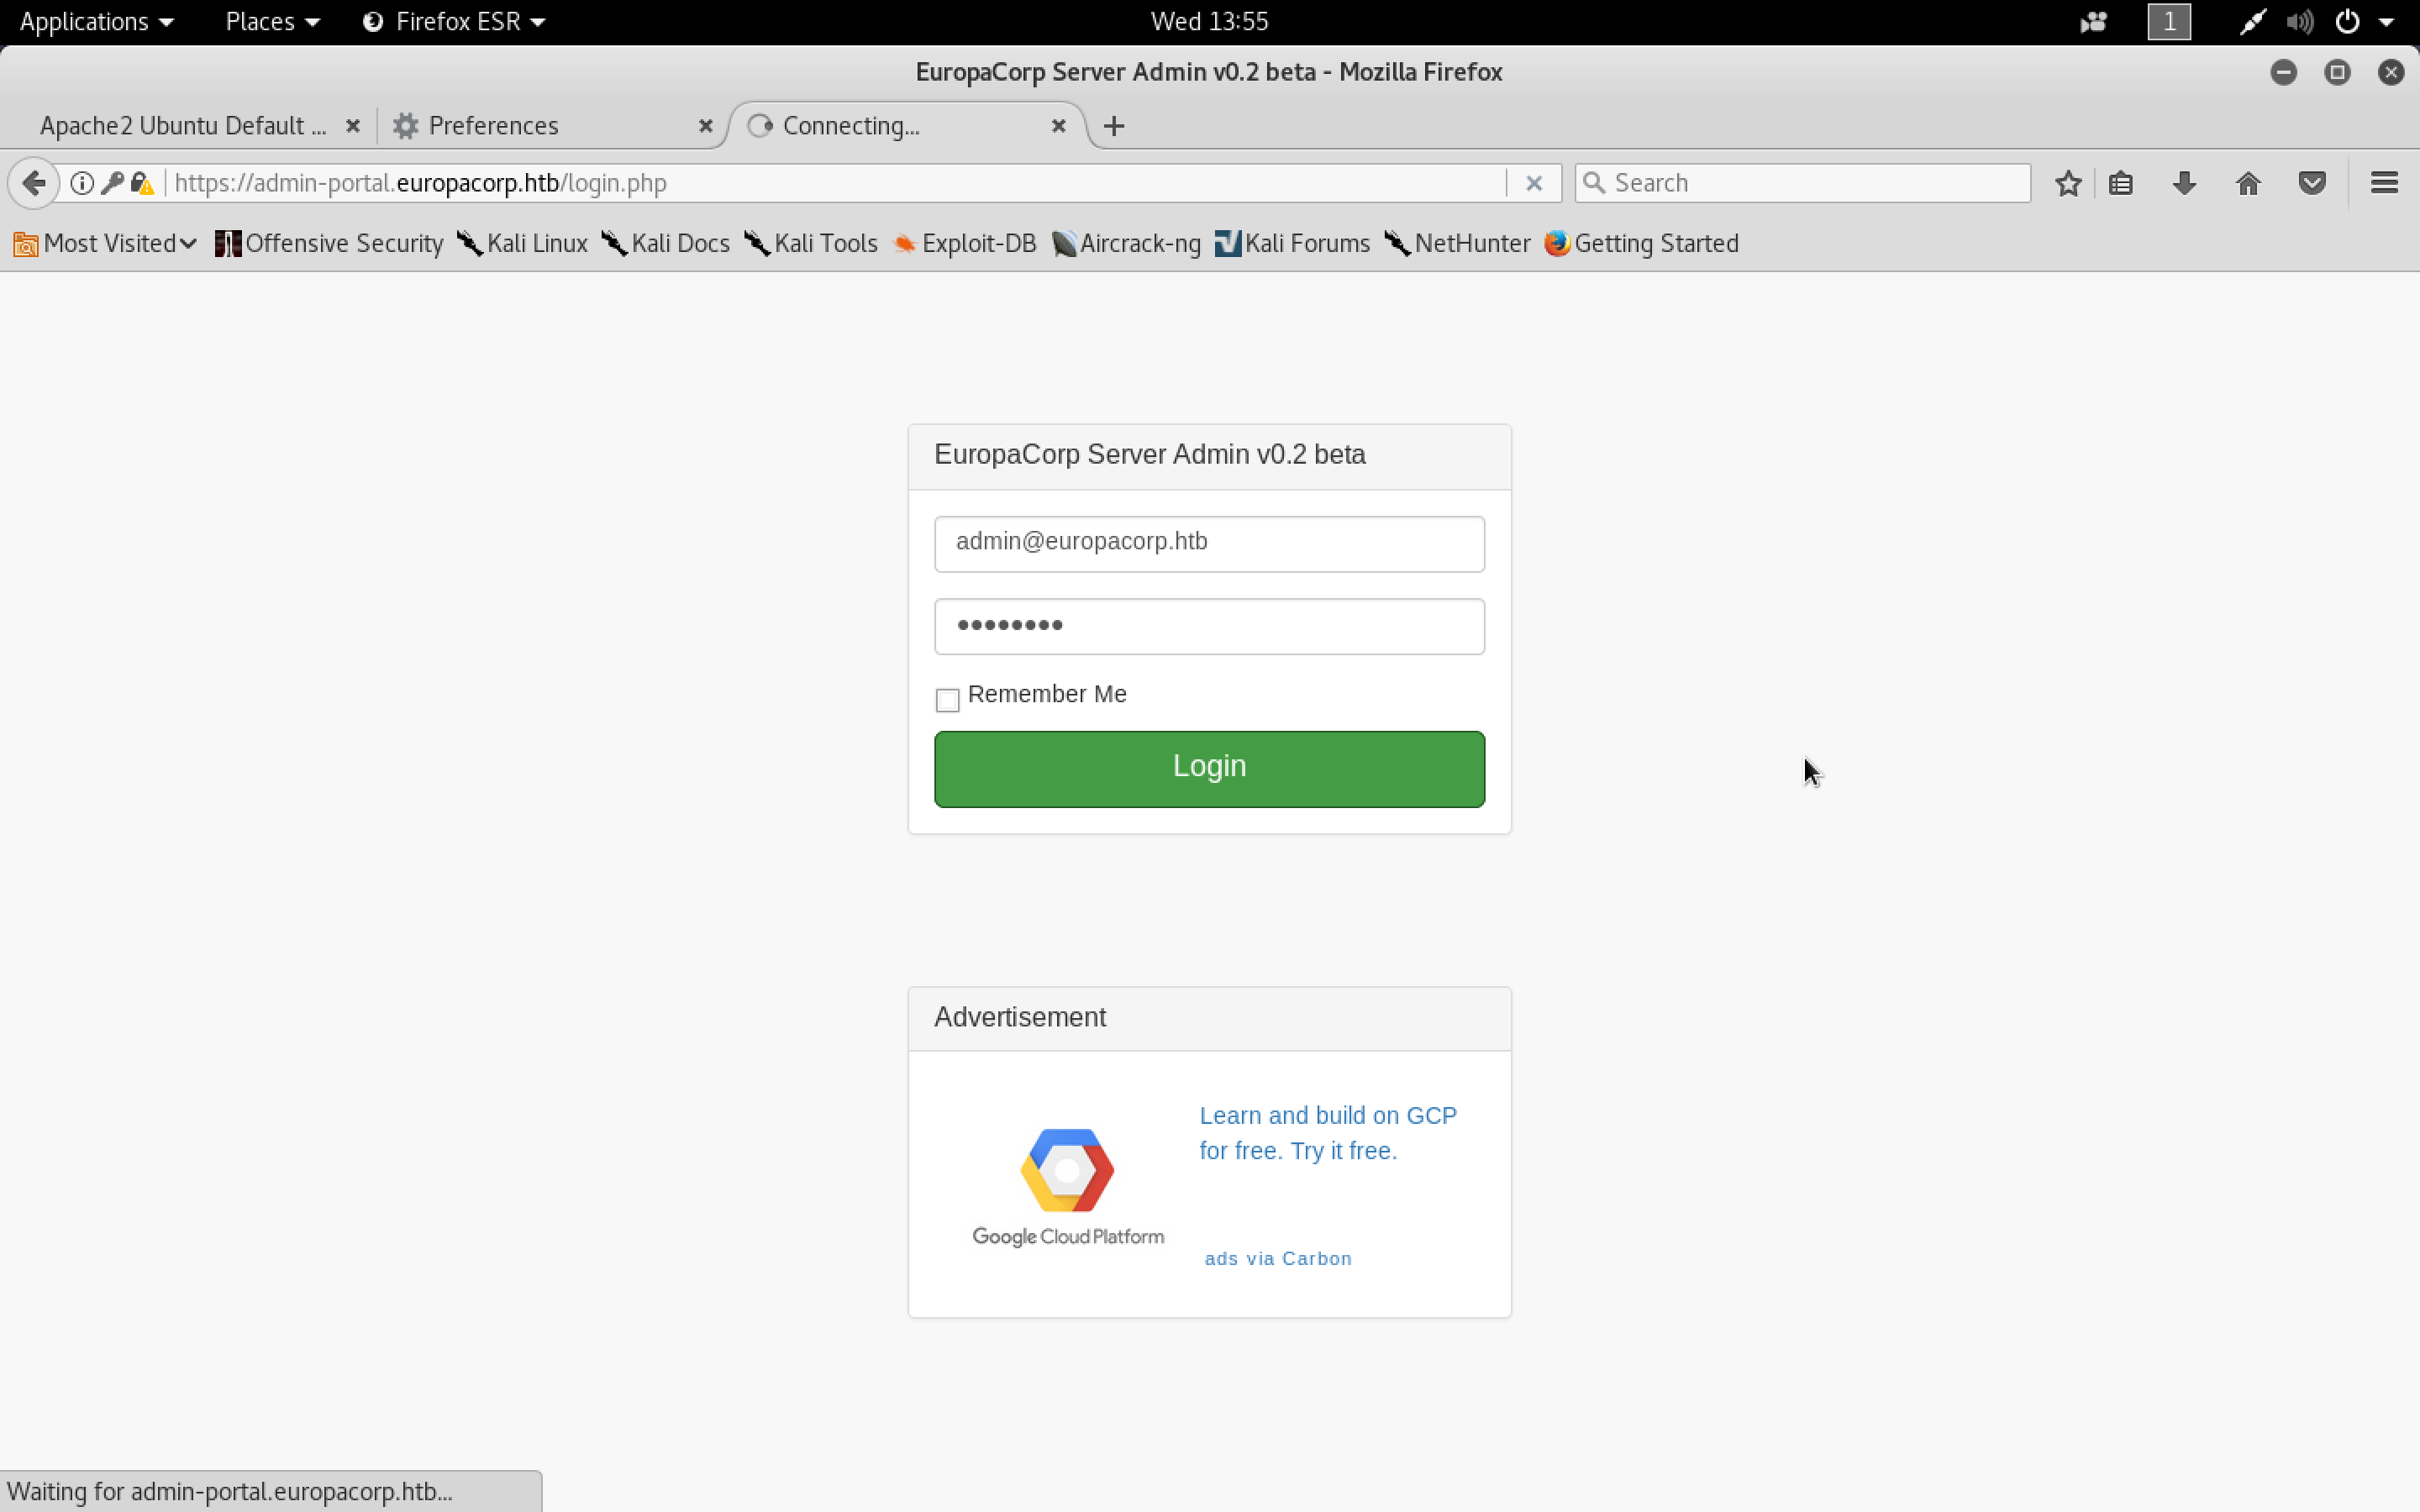 Applications Places Firefox ESR Wed 13:55 1
EuropaCorp Server Admin v0.2 beta - Mozilla Firefox
Apache2 Ubuntu Default ... Preferences Connecting...
https://admin-portal.europacorp.htb/login.php Search
Most Visited Offensive Security Kali Linux Kali Docs Kali Tools Exploit-DB Aircrack-ng Kali Forums NetHunter Getting Started
EuropaCorp Server Admin v0.2 beta
admin@europacorp.htb
••••••••
Remember Me
Login
Advertisement
Learn and build on GCP
for free. Try it free.
Google Cloud Platform
ads via Carbon
Waiting for admin-portal.europacorp.htb...